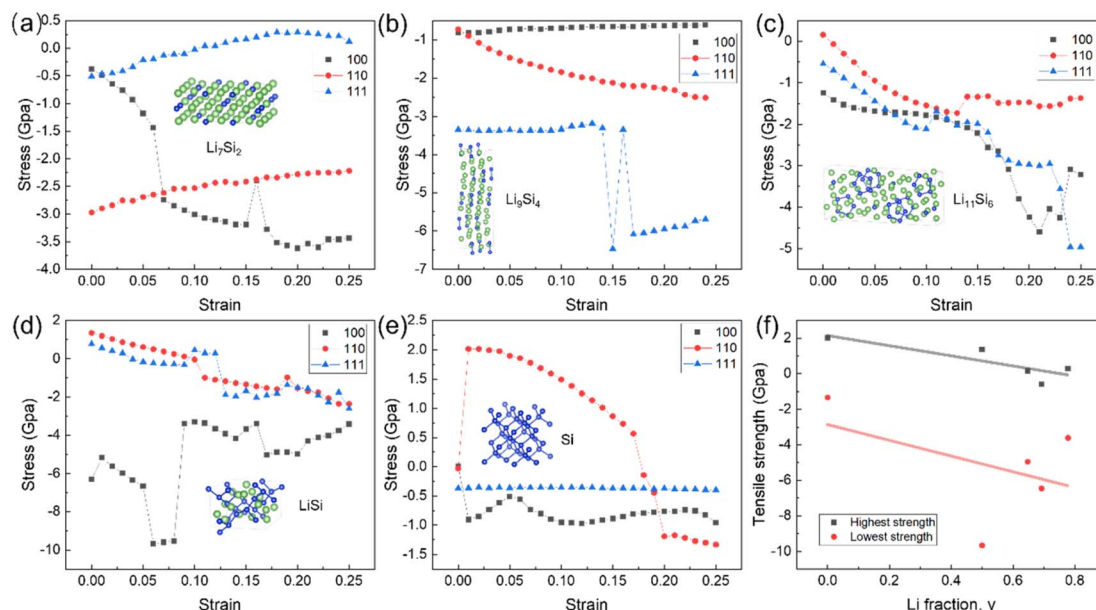 (a)
0.5
0.0
-0.5
-1.0
-1.5
-2.0
-2.5
-3.0
-3.5
-4.0
Stress (Gpa)
100
110
111
Li₇Si₂
0.00 0.05 0.10 0.15 0.20 0.25
Strain
(b)
-1
-2
-3
-4
-5
-6
-7
Stress (Gpa)
100
110
111
Li₉Si₄
0.00 0.05 0.10 0.15 0.20 0.25
Strain
(c)
0
-1
-2
-3
-4
-5
Stress (Gpa)
100
110
111
Li₁₁Si₆
0.00 0.05 0.10 0.15 0.20 0.25
Strain
(d)
2
0
-2
-4
-6
-8
-10
Stress (Gpa)
100
110
111
LiSi
0.00 0.05 0.10 0.15 0.20 0.25
Strain
(e)
2.5
2.0
1.5
1.0
0.5
0.0
-0.5
-1.0
-1.5
Stress (Gpa)
100
110
111
Si
0.00 0.05 0.10 0.15 0.20 0.25
Strain
(f)
2
0
-2
-4
-6
-8
-10
Tensile strength (Gpa)
Highest strength
Lowest strength
0.0 0.2 0.4 0.6 0.8
Li fraction, y